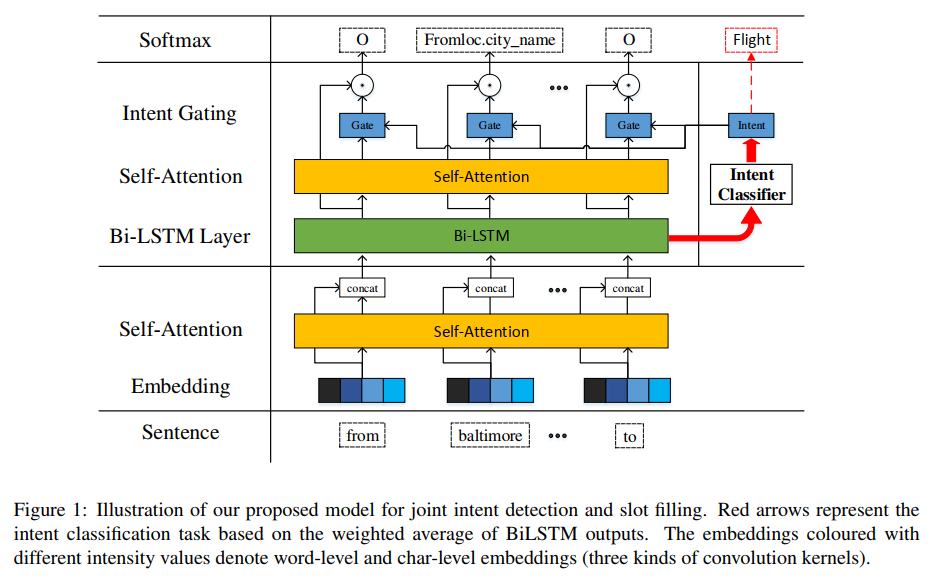 Softmax
O
Fromloc.city_name
O
Flight
Intent Gating
Gate
Gate
Gate
Intent
Self-Attention
Self-Attention
Intent
Classifier
Bi-LSTM Layer
Bi-LSTM
concat
concat
concat
Self-Attention
Self-Attention
Embedding
Sentence
from
baltimore
to
Figure 1: Illustration of our proposed model for joint intent detection and slot filling. Red arrows represent the
intent classification task based on the weighted average of BiLSTM outputs. The embeddings coloured with
different intensity values denote word-level and char-level embeddings (three kinds of convolution kernels).